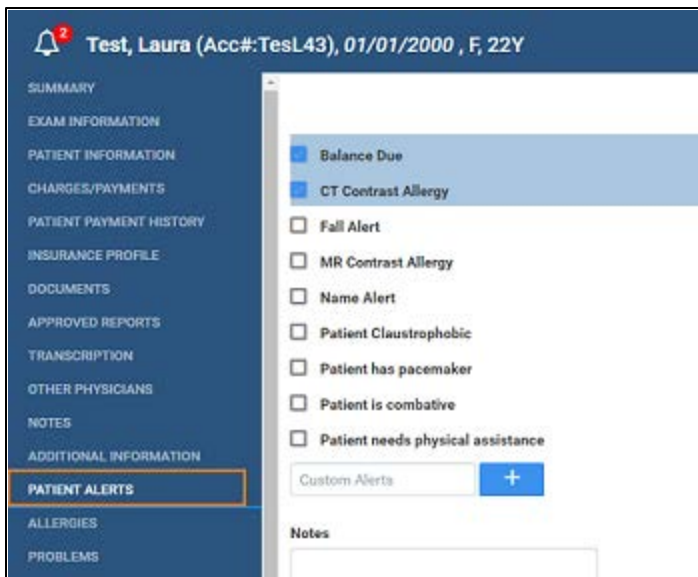 2
Test, Laura (Acc#:TesL43), 01/01/2000 , F, 22Y
SUMMARY
EXAM INFORMATION
PATIENT INFORMATION
CHARGES/PAYMENTS
PATIENT PAYMENT HISTORY
INSURANCE PROFILE
DOCUMENTS
APPROVED REPORTS
TRANSCRIPTION
OTHER PHYSICIANS
NOTES
ADDITIONAL INFORMATION
PATIENT ALERTS
ALLERGIES
PROBLEMS
Balance Due
CT Contrast Allergy
Fall Alert
MR Contrast Allergy
Name Alert
Patient Claustrophobic
Patient has pacemaker
Patient is combative
Patient needs physical assistance
Custom Alerts +
Notes